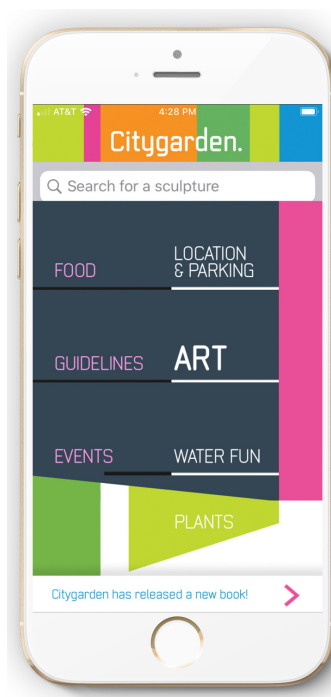 AT&T
4:28 PM
Citygarden.
Search for a sculpture
FOOD
LOCATION
& PARKING
GUIDELINES
ART
EVENTS
WATER FUN
PLANTS
Citygarden has released a new book!